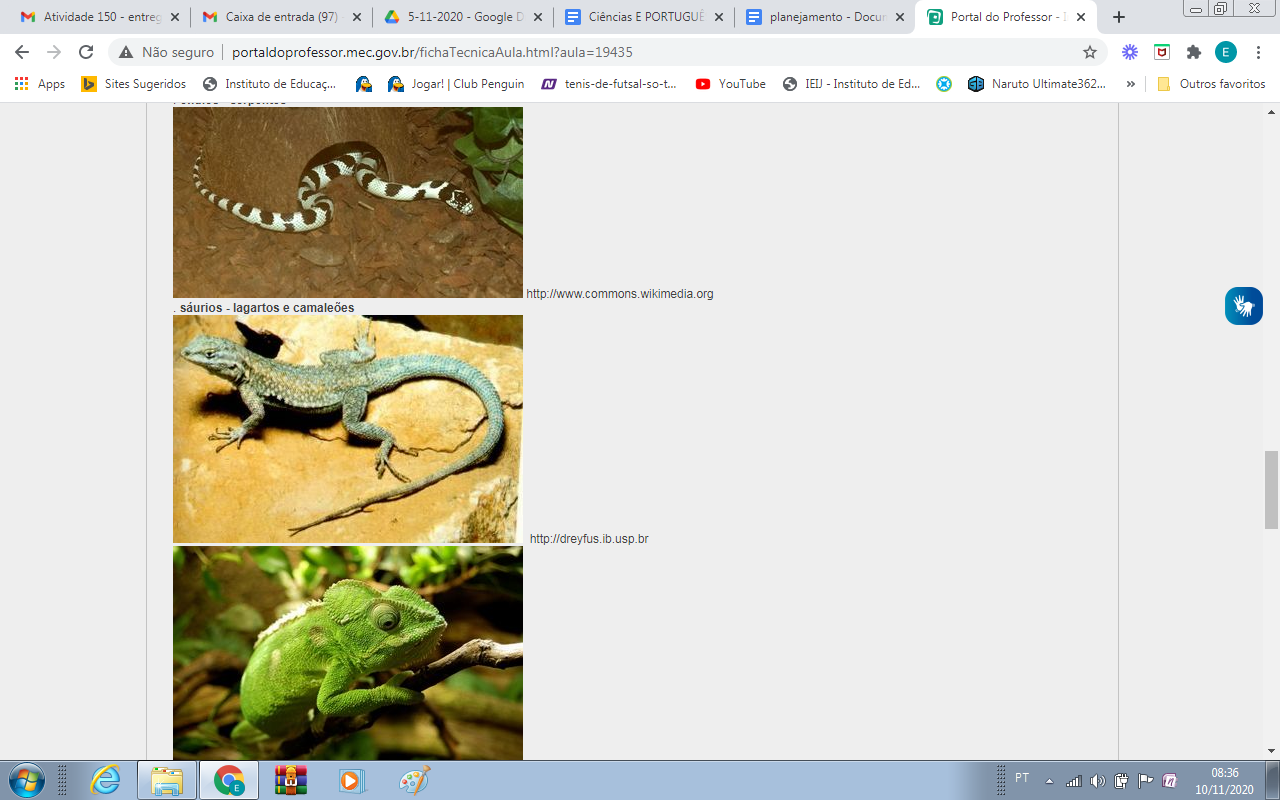 Atividade 150 - entreg
Caixa de entrada (97)
5-11-2020 - Google D
Ciências E PORTUGUÊ
planejamento - Docum
Portal do Professor - I
Não seguro
portaldoprofessor.mec.gov.br/fichaTecnicaAula.html?aula=19435
E
Apps
Sites Sugeridos
Instituto de Educaç...
Jogar! | Club Penguin
tenis-de-futsal-so-t...
YouTube
IEIJ - Instituto de Ed...
Naruto Ultimate362...
»
Outros favoritos
http://www.commons.wikimedia.org
. sáurios - lagartos e camaleões
http://dreyfus.ib.usp.br
PT
08:36
10/11/2020